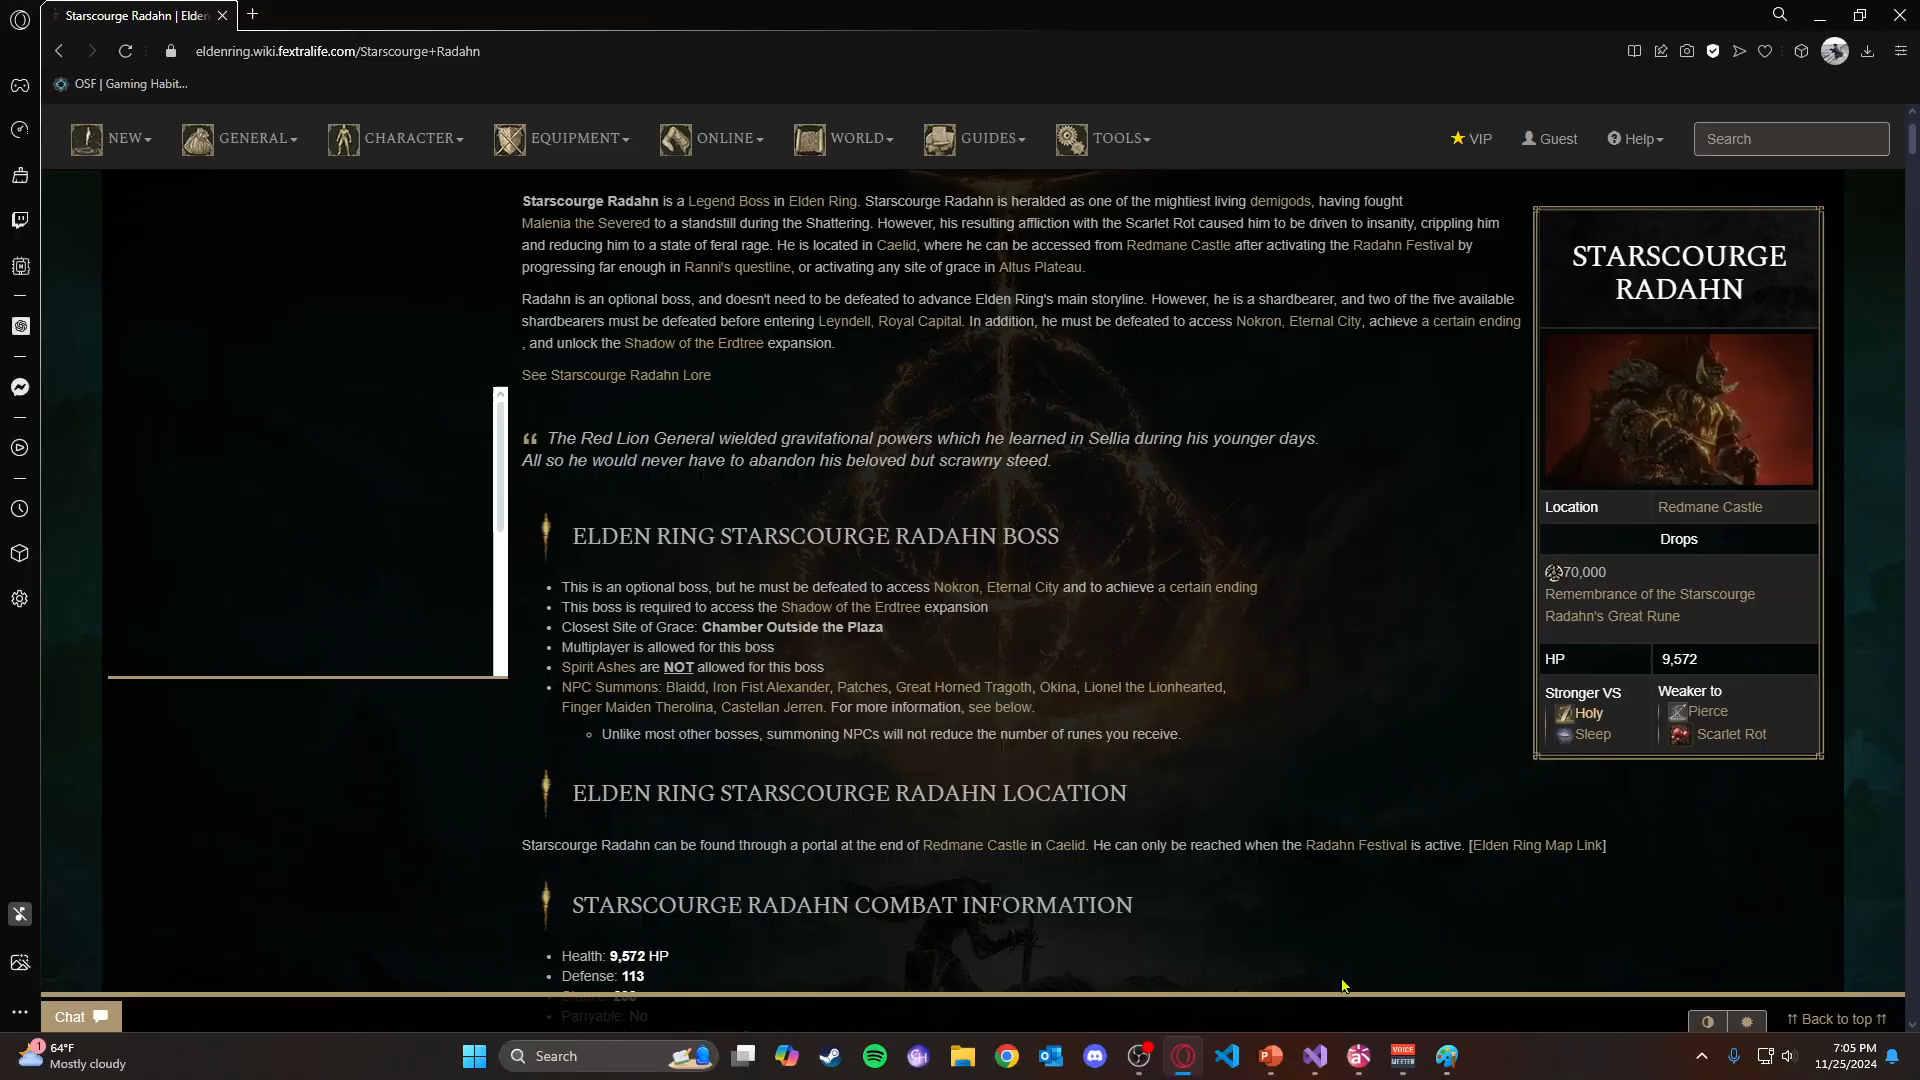 Starscourge Radahn | Elden
eldenring.wiki.fextralife.com/Starscourge+Radahn
OSF | Gaming Habit...
NEW GENERAL CHARACTER EQUIPMENT ONLINE WORLD GUIDES TOOLS VIP Guest Help Search
Starscourge Radahn is a Legend Boss in Elden Ring. Starscourge Radahn is heralded as one of the mightiest living demigods, having fought
Malenia the Severed to a standstill during the Shattering. However, his resulting affliction with the Scarlet Rot caused him to be driven to insanity, crippling him
and reducing him to a state of feral rage. He is located in Caelid, where he can be accessed from Redmane Castle after activating the Radahn Festival by
progressing far enough in Ranni's questline, or activating any site of grace in Altus Plateau.
Radahn is an optional boss, and doesn't need to be defeated to advance Elden Ring's main storyline. However, he is a shardbearer, and two of the five available
shardbearers must be defeated before entering Leyndell, Royal Capital. In addition, he must be defeated to access Nokron, Eternal City, achieve a certain ending
, and unlock the Shadow of the Erdtree expansion.
See Starscourge Radahn Lore
“ The Red Lion General wielded gravitational powers which he learned in Sellia during his younger days.
All so he would never have to abandon his beloved but scrawny steed.
ELDEN RING STARSCOURGE RADAHN BOSS
• This is an optional boss, but he must be defeated to access Nokron, Eternal City and to achieve a certain ending
• This boss is required to access the Shadow of the Erdtree expansion
• Closest Site of Grace: Chamber Outside the Plaza
• Multiplayer is allowed for this boss
• Spirit Ashes are NOT allowed for this boss
• NPC Summons: Blaidd, Iron Fist Alexander, Patches, Great Horned Tragoth, Okina, Lionel the Lionhearted,
Finger Maiden Therolina, Castellan Jerren. For more information, see below.
◦ Unlike most other bosses, summoning NPCs will not reduce the number of runes you receive.
ELDEN RING STARSCOURGE RADAHN LOCATION
Starscourge Radahn can be found through a portal at the end of Redmane Castle in Caelid. He can only be reached when the Radahn Festival is active. [Elden Ring Map Link]
STARSCOURGE RADAHN COMBAT INFORMATION
• Health: 9,572 HP
• Defense: 113
• Stance: 200
• Parryable: No
STARSCOURGE
RADAHN
Location Redmane Castle
Drops
70,000
Remembrance of the Starscourge
Radahn's Great Rune
HP 9,572
Stronger VS Weaker to
Holy Pierce
Sleep Scarlet Rot
Chat
Back to top
1
64°F
Mostly cloudy
Search
CH
VOICE
MEETER
7:05 PM
11/25/2024